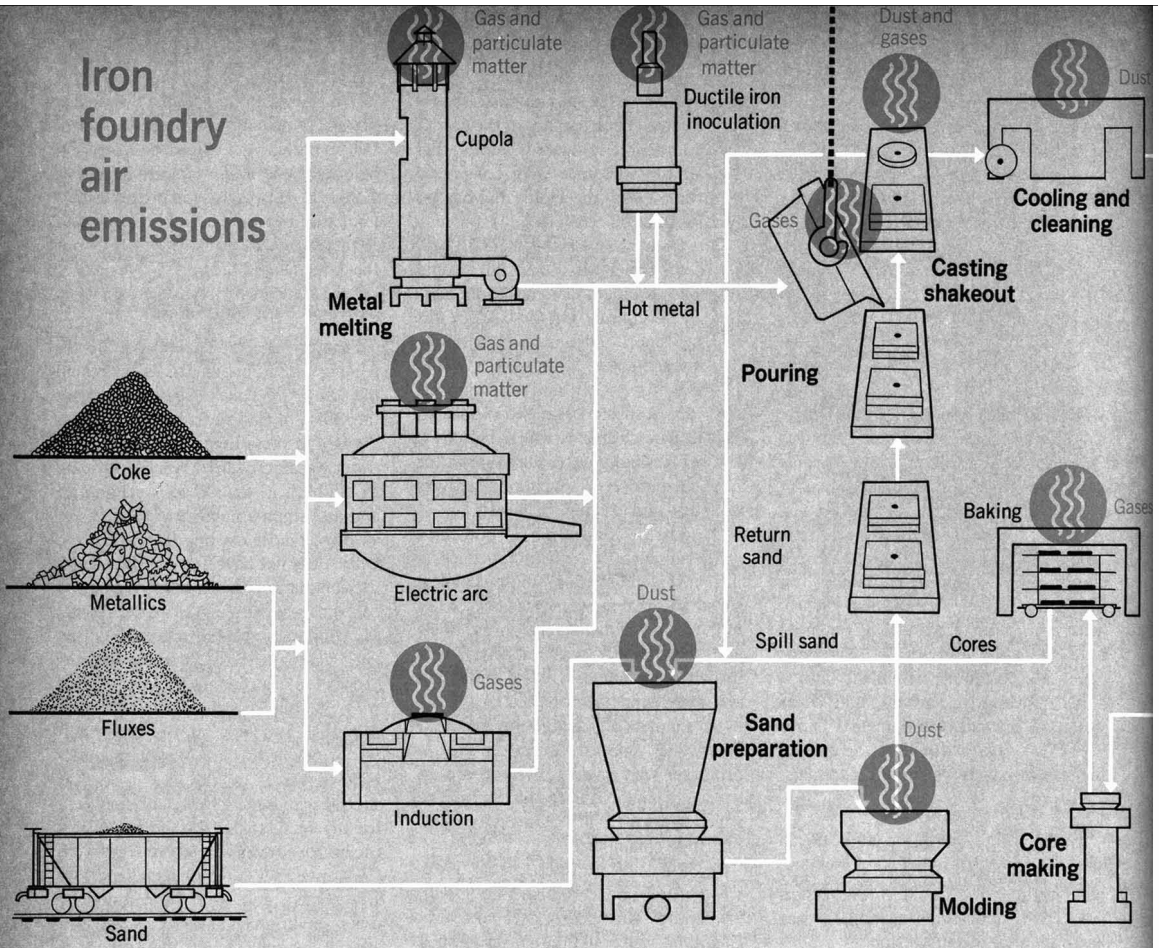 Iron
foundry
air
emissions
Gas and
particulate
matter
Cupola
Gas and
particulate
matter
Ductile iron
inoculation
Dust and
gases
Dust
Cooling and
cleaning
Gases
Casting
shakeout
Metal
melting
Hot metal
Gas and
particulate
matter
Pouring
Coke
Electric arc
Metallics
Return
sand
Baking
Gases
Dust
Spill sand
Cores
Fluxes
Gases
Induction
Sand
preparation
Dust
Molding
Core
making
Sand